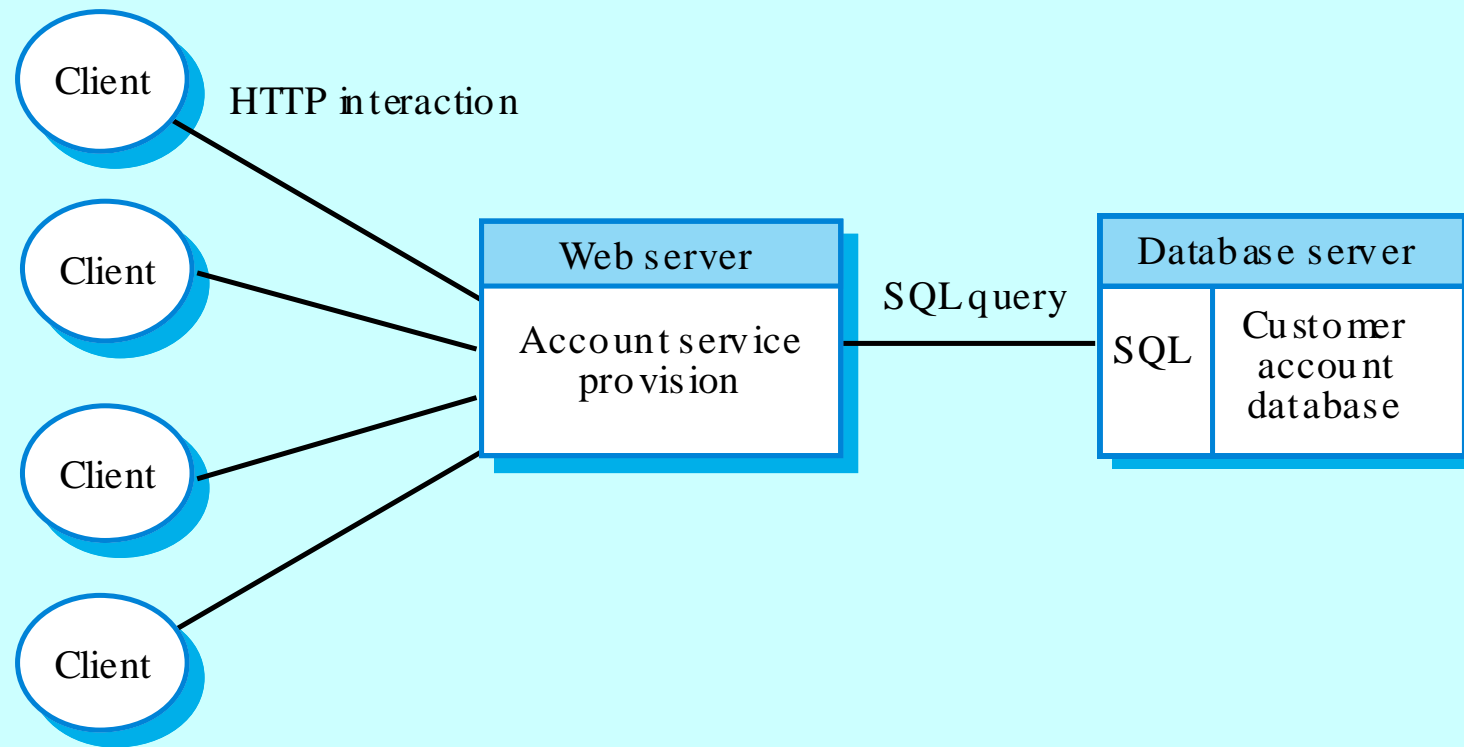 Client
HTTP interaction
Client
Client
Client
Web server
Account service
provision
SQL query
Database server
SQL
Customer
account
database